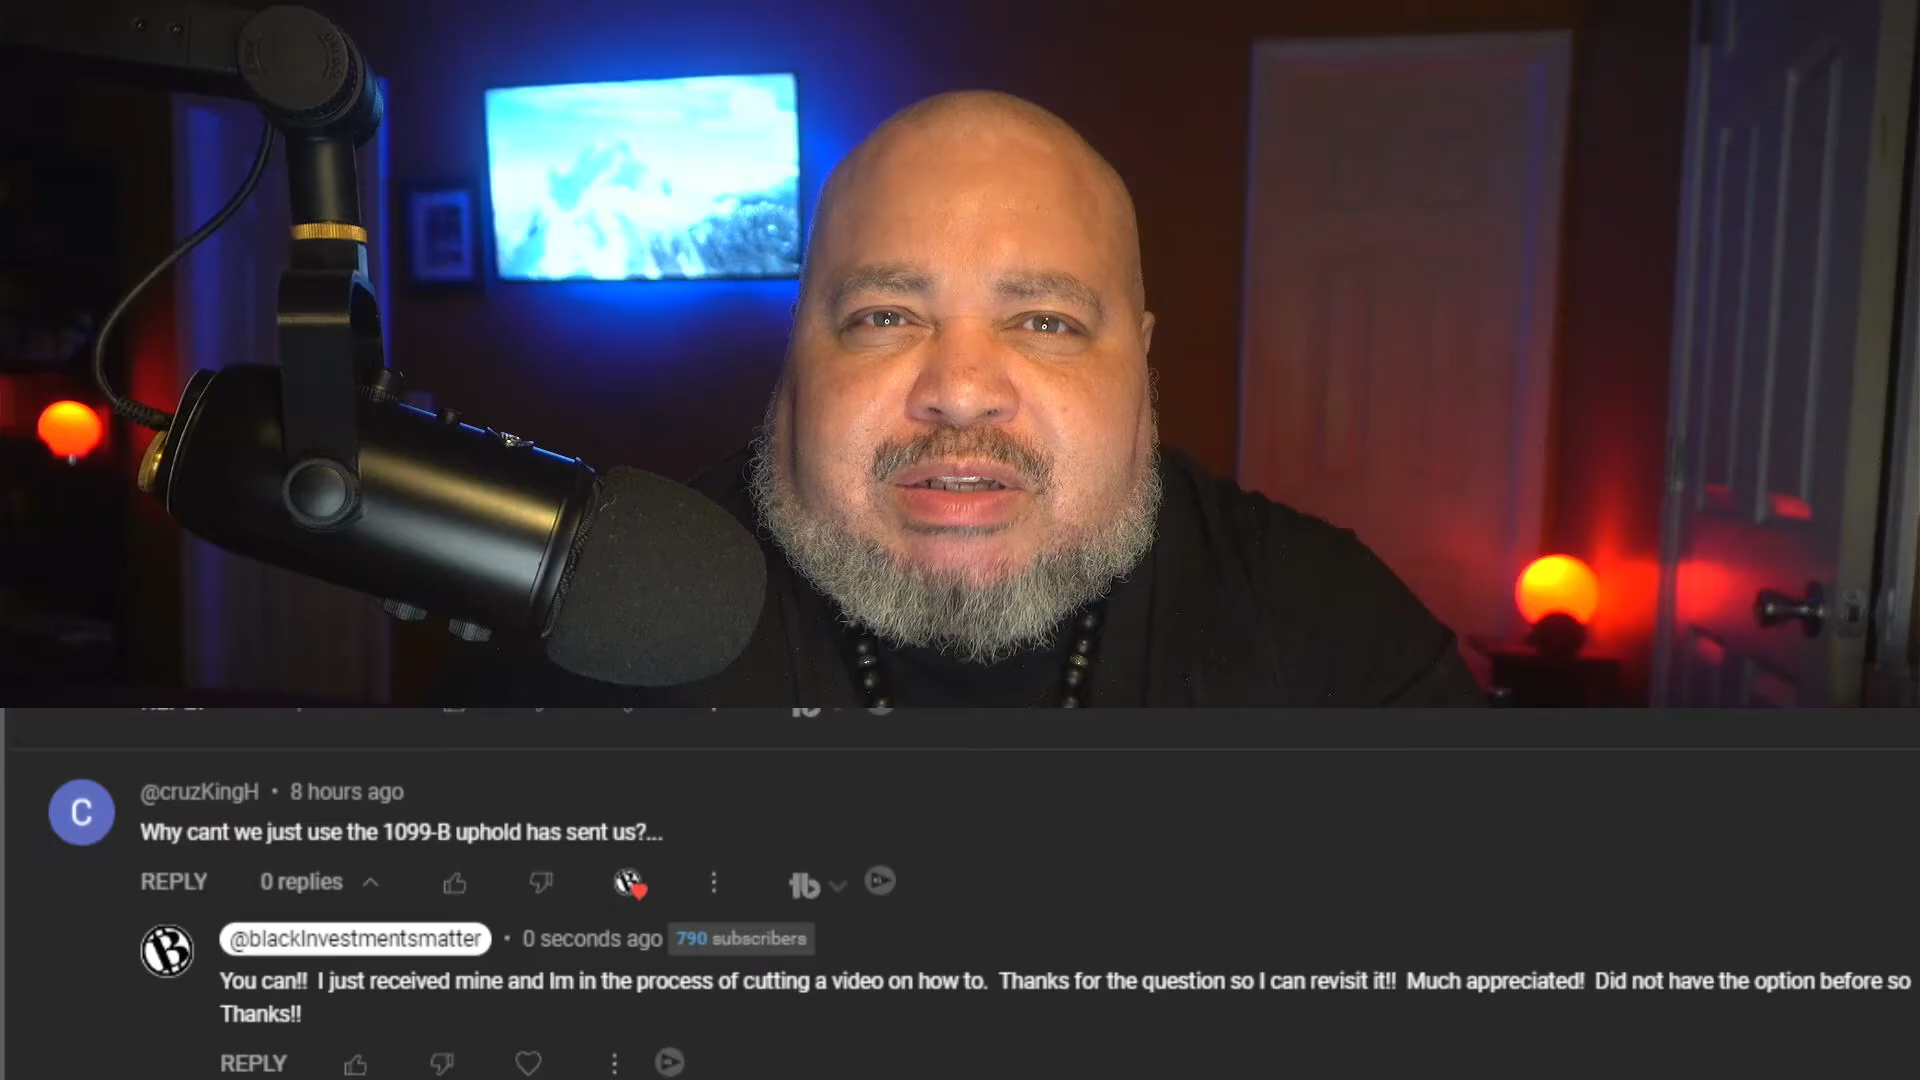 @cruzKingH • 8 hours ago
Why cant we just use the 1099-B uphold has sent us?...
REPLY 0 replies
@blackInvestmentsmatter • 0 seconds ago 790 subscribers
You can!! I just received mine and Im in the process of cutting a video on how to. Thanks for the question so I can revisit it!! Much appreciated! Did not have the option before so
Thanks!!
REPLY